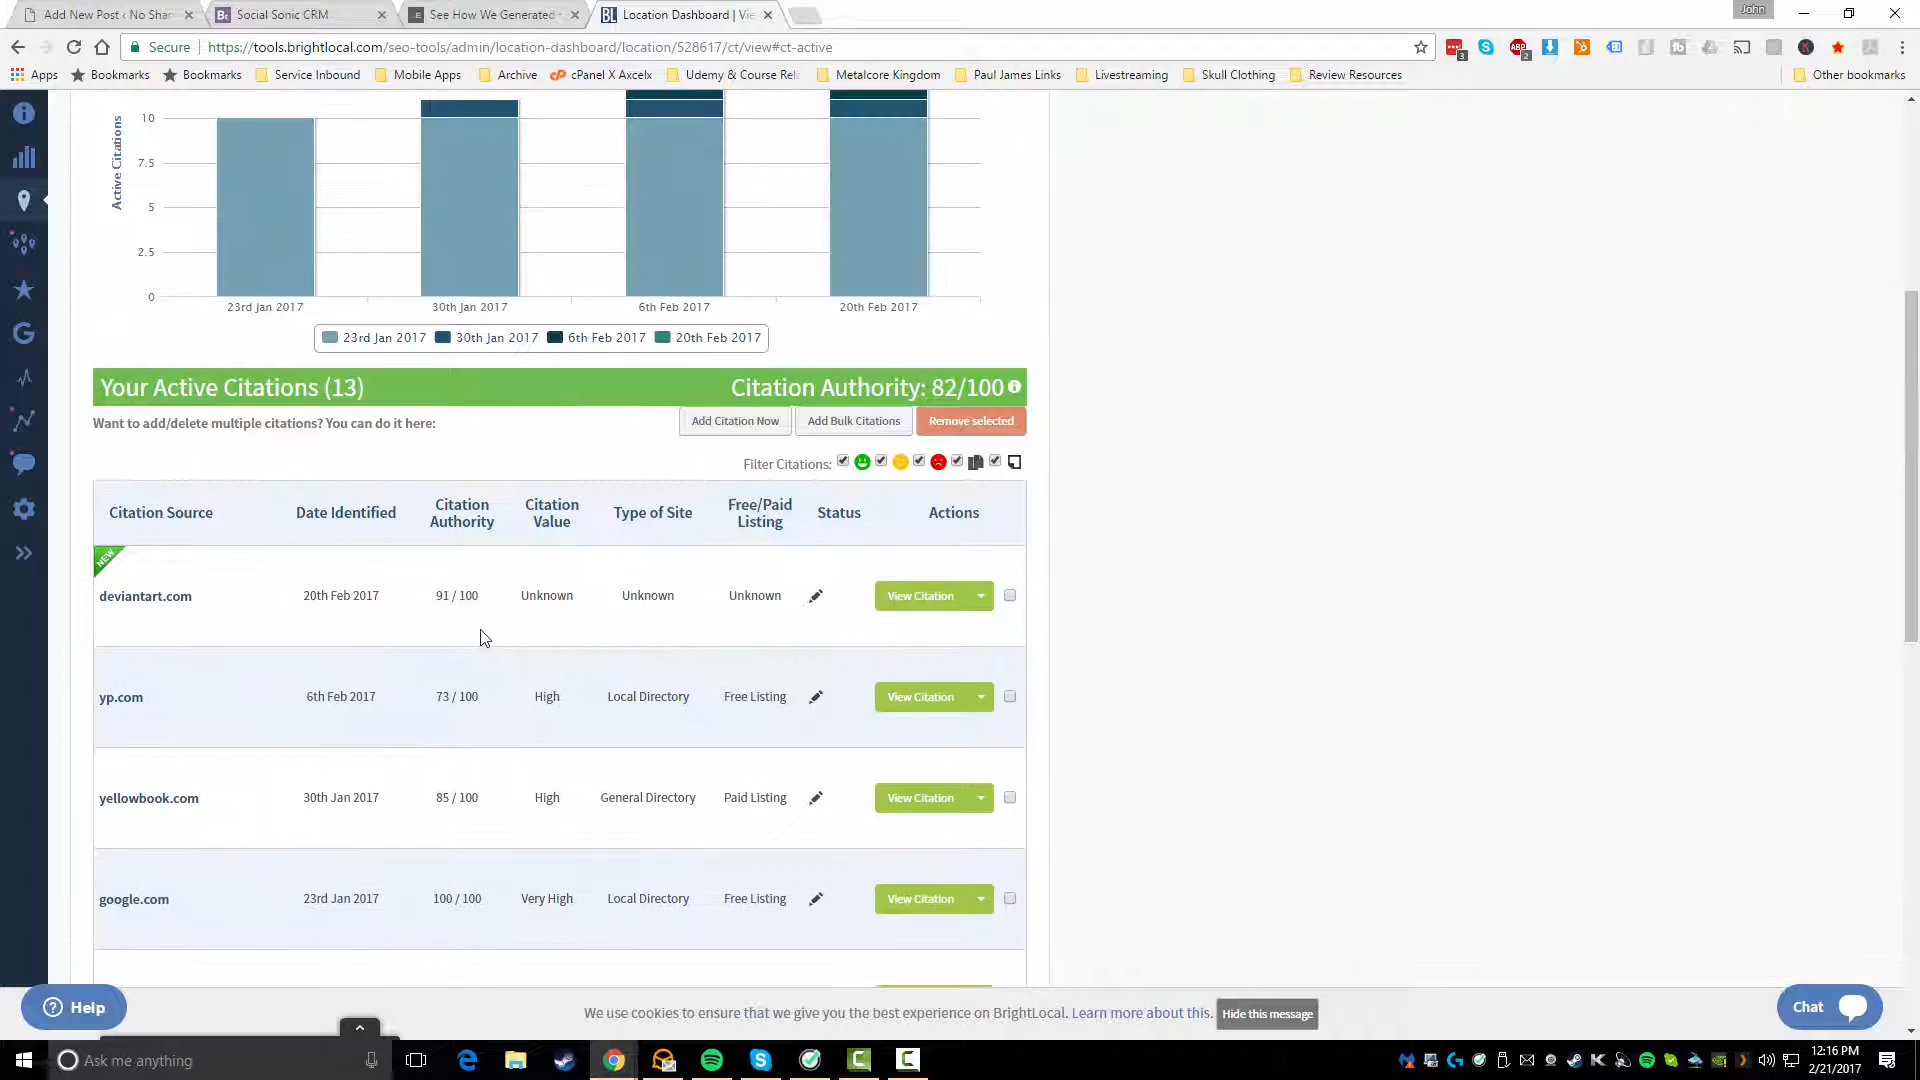 Add New Post ‹ No Shar
Social Sonic CRM
See How We Generated
Location Dashboard | Vie
John
Secure
https://tools.brightlocal.com/seo-tools/admin/location-dashboard/location/528617/ct/view#ct-active
Apps
Bookmarks
Bookmarks
Service Inbound
Mobile Apps
Archive
cPanel X Axcelx
Udemy & Course Rel
Metalcore Kingdom
Paul James Links
Livestreaming
Skull Clothing
Review Resources
Other bookmarks
Active Citations
10
7.5
5
2.5
0
23rd Jan 2017
30th Jan 2017
6th Feb 2017
20th Feb 2017
23rd Jan 2017 30th Jan 2017 6th Feb 2017 20th Feb 2017
Your Active Citations (13)
Citation Authority: 82/100
Want to add/delete multiple citations? You can do it here:
Add Citation Now
Add Bulk Citations
Remove selected
Filter Citations:
Citation Source
Date Identified
Citation Authority
Citation Value
Type of Site
Free/Paid Listing
Status
Actions
NEW
deviantart.com 20th Feb 2017 91 / 100 Unknown Unknown Unknown View Citation
yp.com 6th Feb 2017 73 / 100 High Local Directory Free Listing View Citation
yellowbook.com 30th Jan 2017 85 / 100 High General Directory Paid Listing View Citation
google.com 23rd Jan 2017 100 / 100 Very High Local Directory Free Listing View Citation
Help
We use cookies to ensure that we give you the best experience on BrightLocal. Learn more about this.
Hide this message
Chat
Ask me anything
12:16 PM
2/21/2017